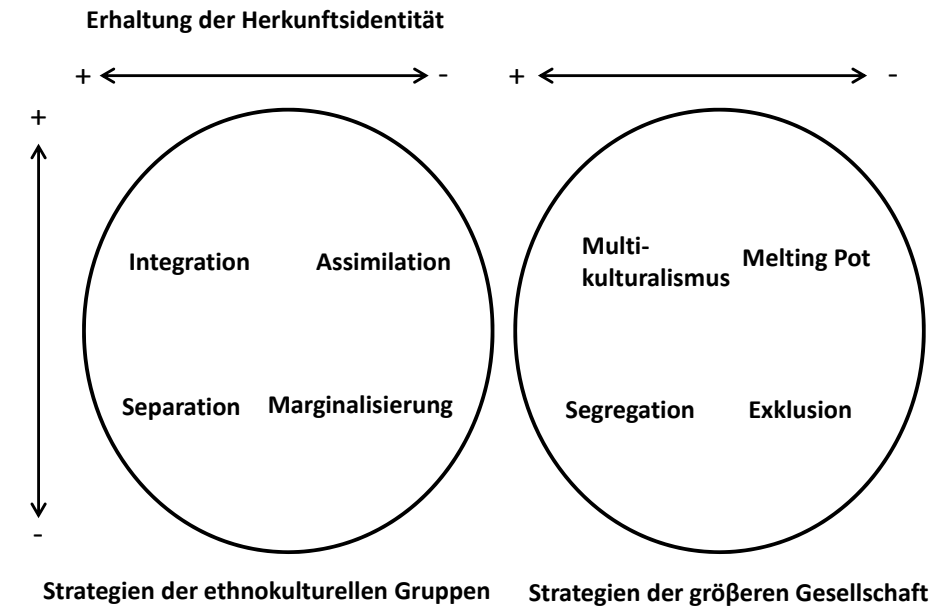 Erhaltung der Herkunftsidentität
+ - + -
+
Integration Assimilation Multi-
kulturalismus Melting Pot
Separation Marginalisierung Segregation Exklusion
-
Strategien der ethnokulturellen Gruppen Strategien der größeren Gesellschaft